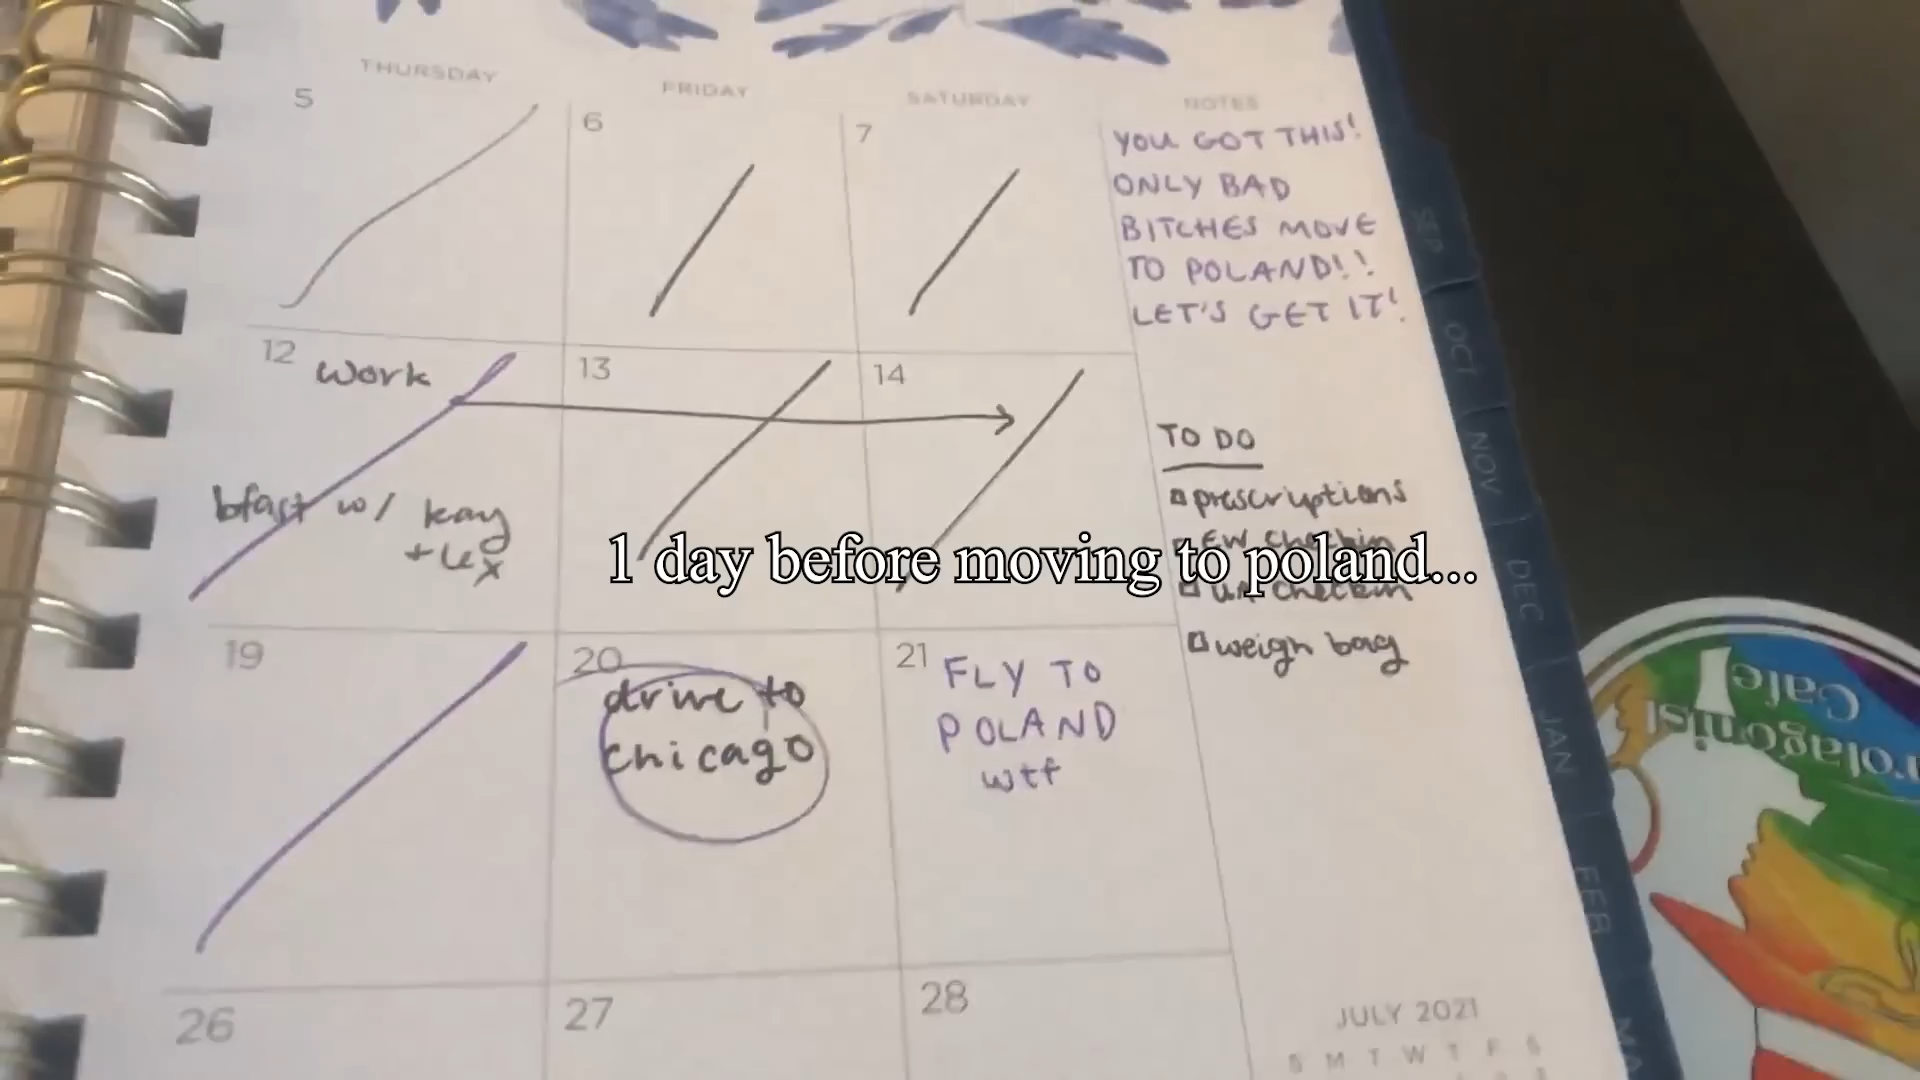 THURSDAY
FRIDAY
SATURDAY
NOTES
5
6
7
YOU GOT THIS!
ONLY BAD
BITCHES MOVE
TO POLAND!!
LET'S GET IT!
12
work
13
14
bfast w/ kay
+ Lex
TO DO
prescriptions
checkin
checkin
weigh bag
1 day before moving to poland...
19
20
drive to
chicago
21
FLY TO
POLAND
wtf
26
27
28
JULY 2021
S M T W T F S
SEP
OCT
NOV
DEC
JAN
FEB
Cafe